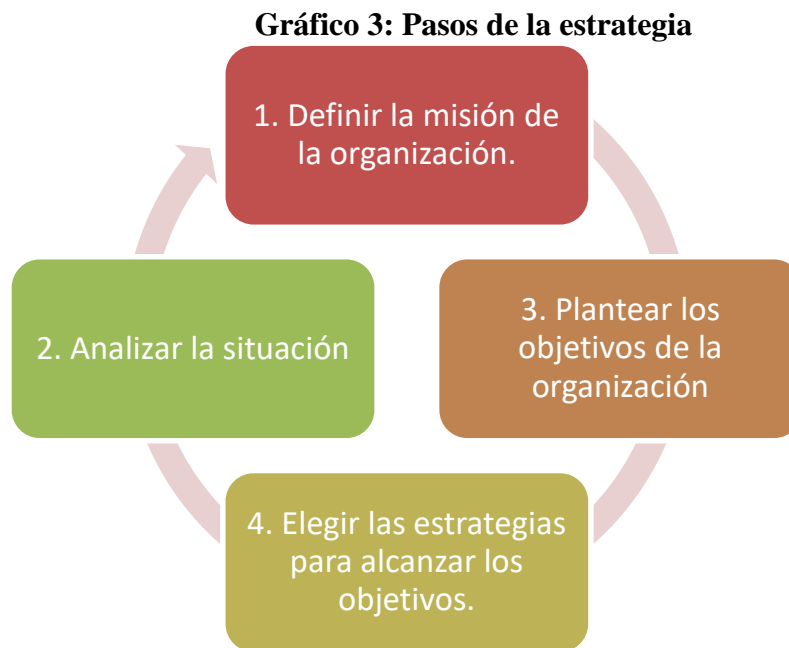 Gráfico 3: Pasos de la estrategia
1. Definir la misión de
la organización.
2. Analizar la situación
3. Plantear los
objetivos de la
organización
4. Elegir las estrategias
para alcanzar los
objetivos.